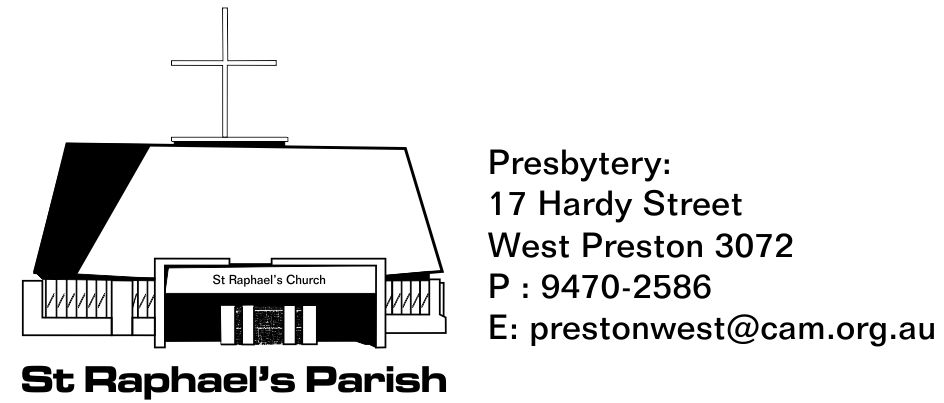 St Raphael's Church
St Raphael's Parish
Presbytery:
17 Hardy Street
West Preston 3072
P : 9470-2586
E: prestonwest@cam.org.au